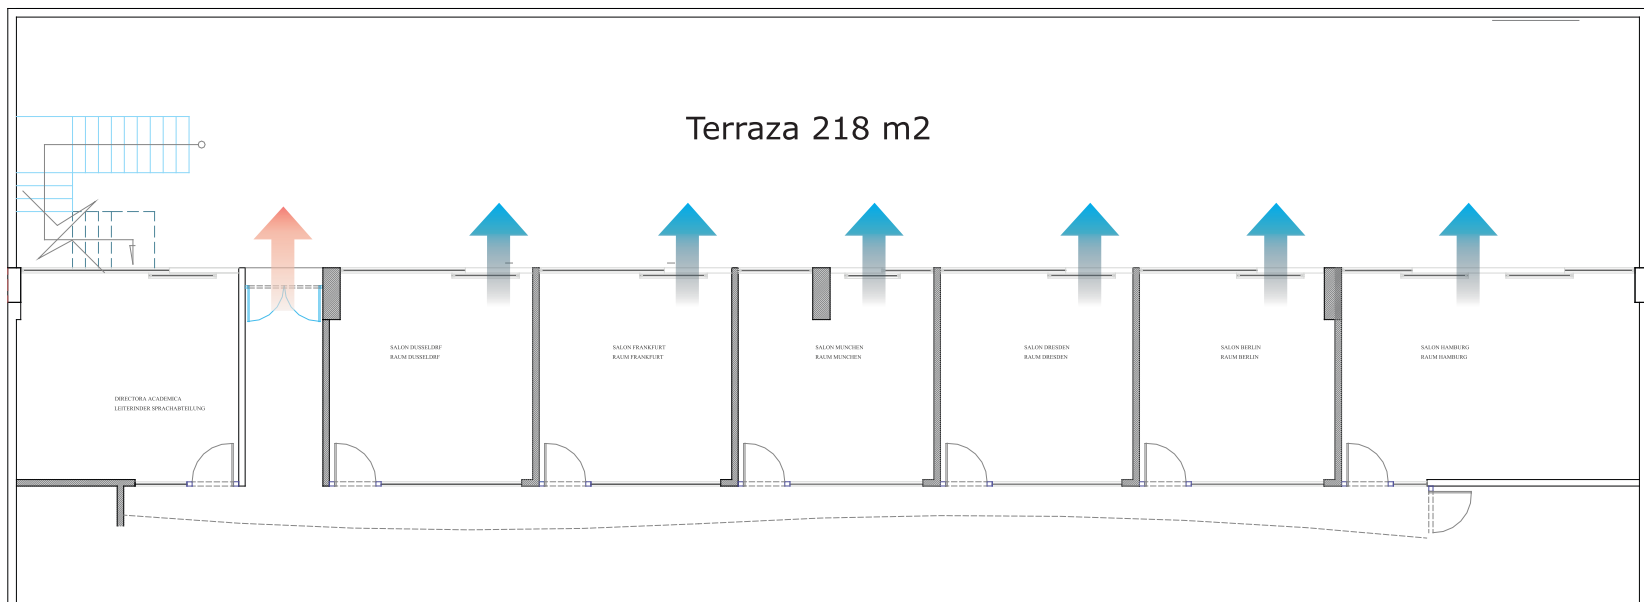 Terraza 218 m2
SALON DUSSELDRF
RAUM DUSSELDRF
SALON FRANKFURT
RAUM FRANKFURT
SALON MUNCHEN
RAUM MUNCHEN
SALON DRESDEN
RAUM DRESDEN
SALON BERLIN
RAUM BERLIN
SALON HAMBURG
RAUM HAMBURG
DIRECTORA ACADEMICA
LEITERINDER SPRACHABTEILUNG